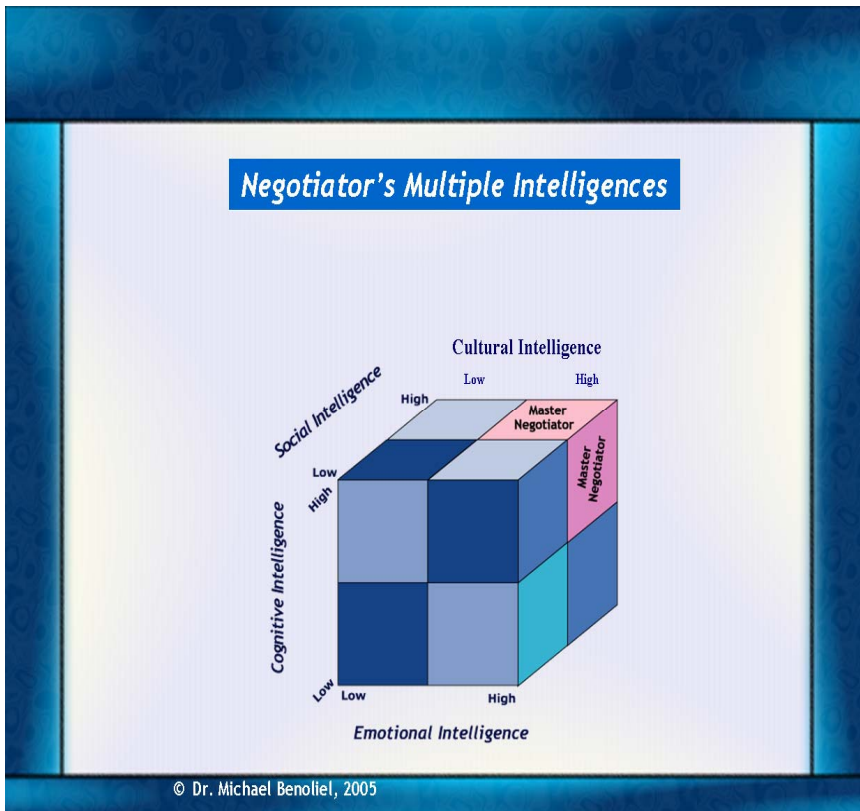 Negotiator's Multiple Intelligences
Cultural Intelligence
Low
High
Social Intelligence
High
Low
Master
Negotiator
Master
Negotiator
High
Cognitive Intelligence
Low
Low
High
Emotional Intelligence
© Dr. Michael Benoliel, 2005